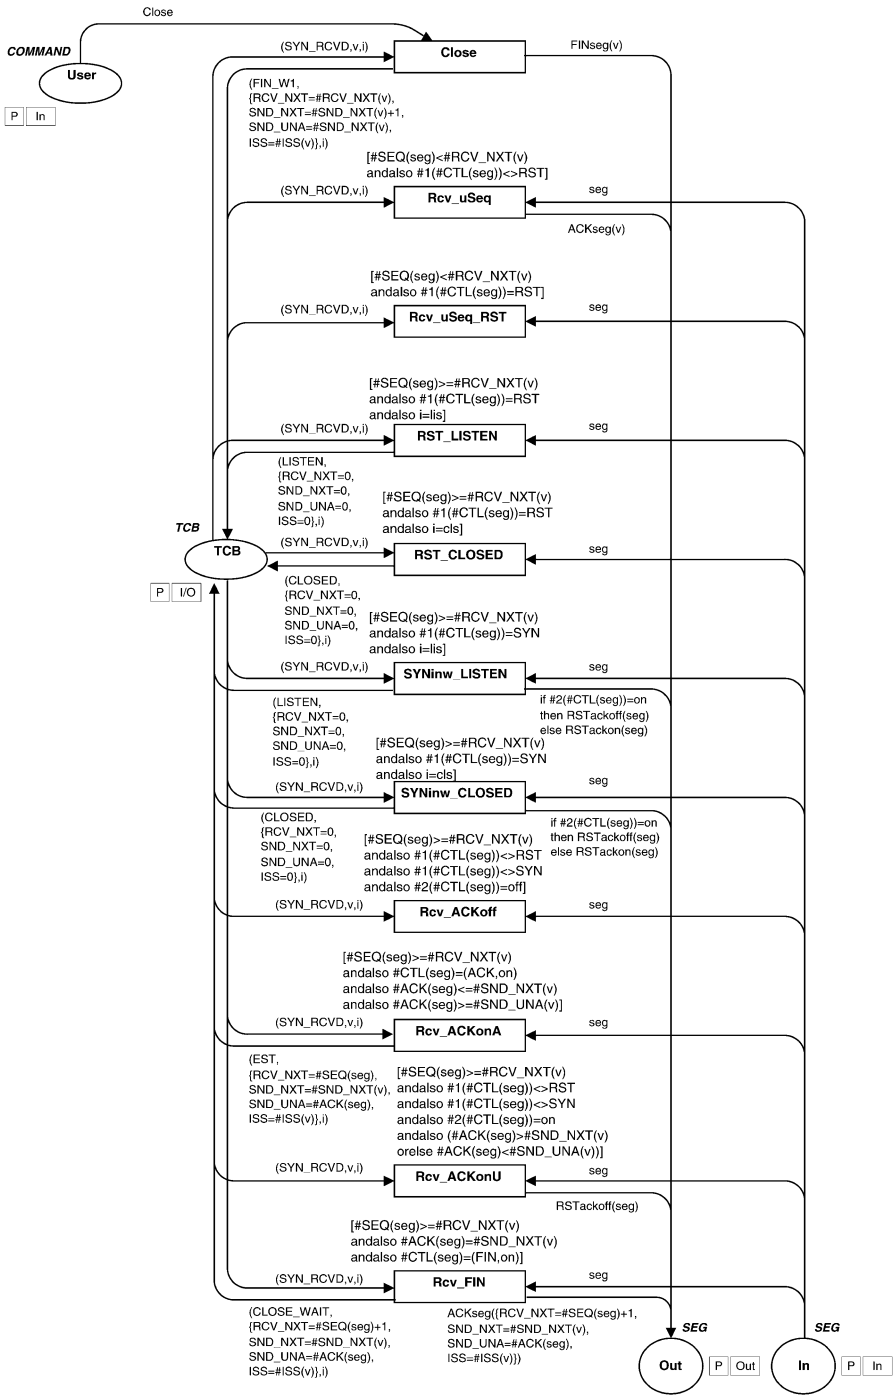 Close
COMMAND
User
P In
(SYN_RCVD,v,i)
Close
FINseg(v)
(FIN_W1,
{RCV_NXT=#RCV_NXT(v),
SND_NXT=#SND_NXT(v)+1,
SND_UNA=#SND_NXT(v),
ISS=#ISS(v)},i)
[#SEQ(seg)<#RCV_NXT(v)
andalso #1(#CTL(seg))<>RST]
(SYN_RCVD,v,i)
Rcv_uSeq
seg
ACKseg(v)
[#SEQ(seg)<#RCV_NXT(v)
andalso #1(#CTL(seg))=RST]
(SYN_RCVD,v,i)
Rcv_uSeq_RST
seg
[#SEQ(seg)>=#RCV_NXT(v)
andalso #1(#CTL(seg))=RST
andalso i=lis]
(SYN_RCVD,v,i)
RST_LISTEN
seg
(LISTEN,
{RCV_NXT=0,
SND_NXT=0,
SND_UNA=0,
ISS=0},i)
[#SEQ(seg)>=#RCV_NXT(v)
andalso #1(#CTL(seg))=RST
andalso i=cls]
TCB
TCB
P I/O
(SYN_RCVD,v,i)
RST_CLOSED
seg
(CLOSED,
{RCV_NXT=0,
SND_NXT=0,
SND_UNA=0,
ISS=0},i)
[#SEQ(seg)>=#RCV_NXT(v)
andalso #1(#CTL(seg))=SYN
andalso i=lis]
(SYN_RCVD,v,i)
SYNinw_LISTEN
seg
if #2(#CTL(seg))=on
then RSTackoff(seg)
else RSTackon(seg)
(LISTEN,
{RCV_NXT=0,
SND_NXT=0,
SND_UNA=0,
ISS=0},i)
[#SEQ(seg)>=#RCV_NXT(v)
andalso #1(#CTL(seg))=SYN
andalso i=cls]
(SYN_RCVD,v,i)
SYNinw_CLOSED
seg
if #2(#CTL(seg))=on
then RSTackoff(seg)
else RSTackon(seg)
(CLOSED,
{RCV_NXT=0,
SND_NXT=0,
SND_UNA=0,
ISS=0},i)
[#SEQ(seg)>=#RCV_NXT(v)
andalso #1(#CTL(seg))<>RST
andalso #1(#CTL(seg))<>SYN
andalso #2(#CTL(seg))=off]
(SYN_RCVD,v,i)
Rcv_ACKoff
seg
[#SEQ(seg)>=#RCV_NXT(v)
andalso #CTL(seg)=(ACK,on)
andalso #ACK(seg)<=#SND_NXT(v)
andalso #ACK(seg)>=#SND_UNA(v)]
(SYN_RCVD,v,i)
Rcv_ACKonA
seg
(EST,
{RCV_NXT=#SEQ(seg),
SND_NXT=#SND_NXT(v),
SND_UNA=#ACK(seg),
ISS=#ISS(v)},i)
[#SEQ(seg)>=#RCV_NXT(v)
andalso #1(#CTL(seg))<>RST
andalso #1(#CTL(seg))<>SYN
andalso #2(#CTL(seg))=on
andalso (#ACK(seg)>#SND_NXT(v)
orelse #ACK(seg)<#SND_UNA(v))]
(SYN_RCVD,v,i)
Rcv_ACKonU
seg
RSTackoff(seg)
[#SEQ(seg)>=#RCV_NXT(v)
andalso #ACK(seg)=#SND_NXT(v)
andalso #CTL(seg)=(FIN,on)]
(SYN_RCVD,v,i)
Rcv_FIN
seg
(CLOSE_WAIT,
{RCV_NXT=#SEQ(seg)+1,
SND_NXT=#SND_NXT(v),
SND_UNA=#ACK(seg),
ISS=#ISS(v)},i)
ACKseg({RCV_NXT=#SEQ(seg)+1,
SND_NXT=#SND_NXT(v),
SND_UNA=#ACK(seg),
ISS=#ISS(v)})
SEG
Out
P Out
SEG
In
P In